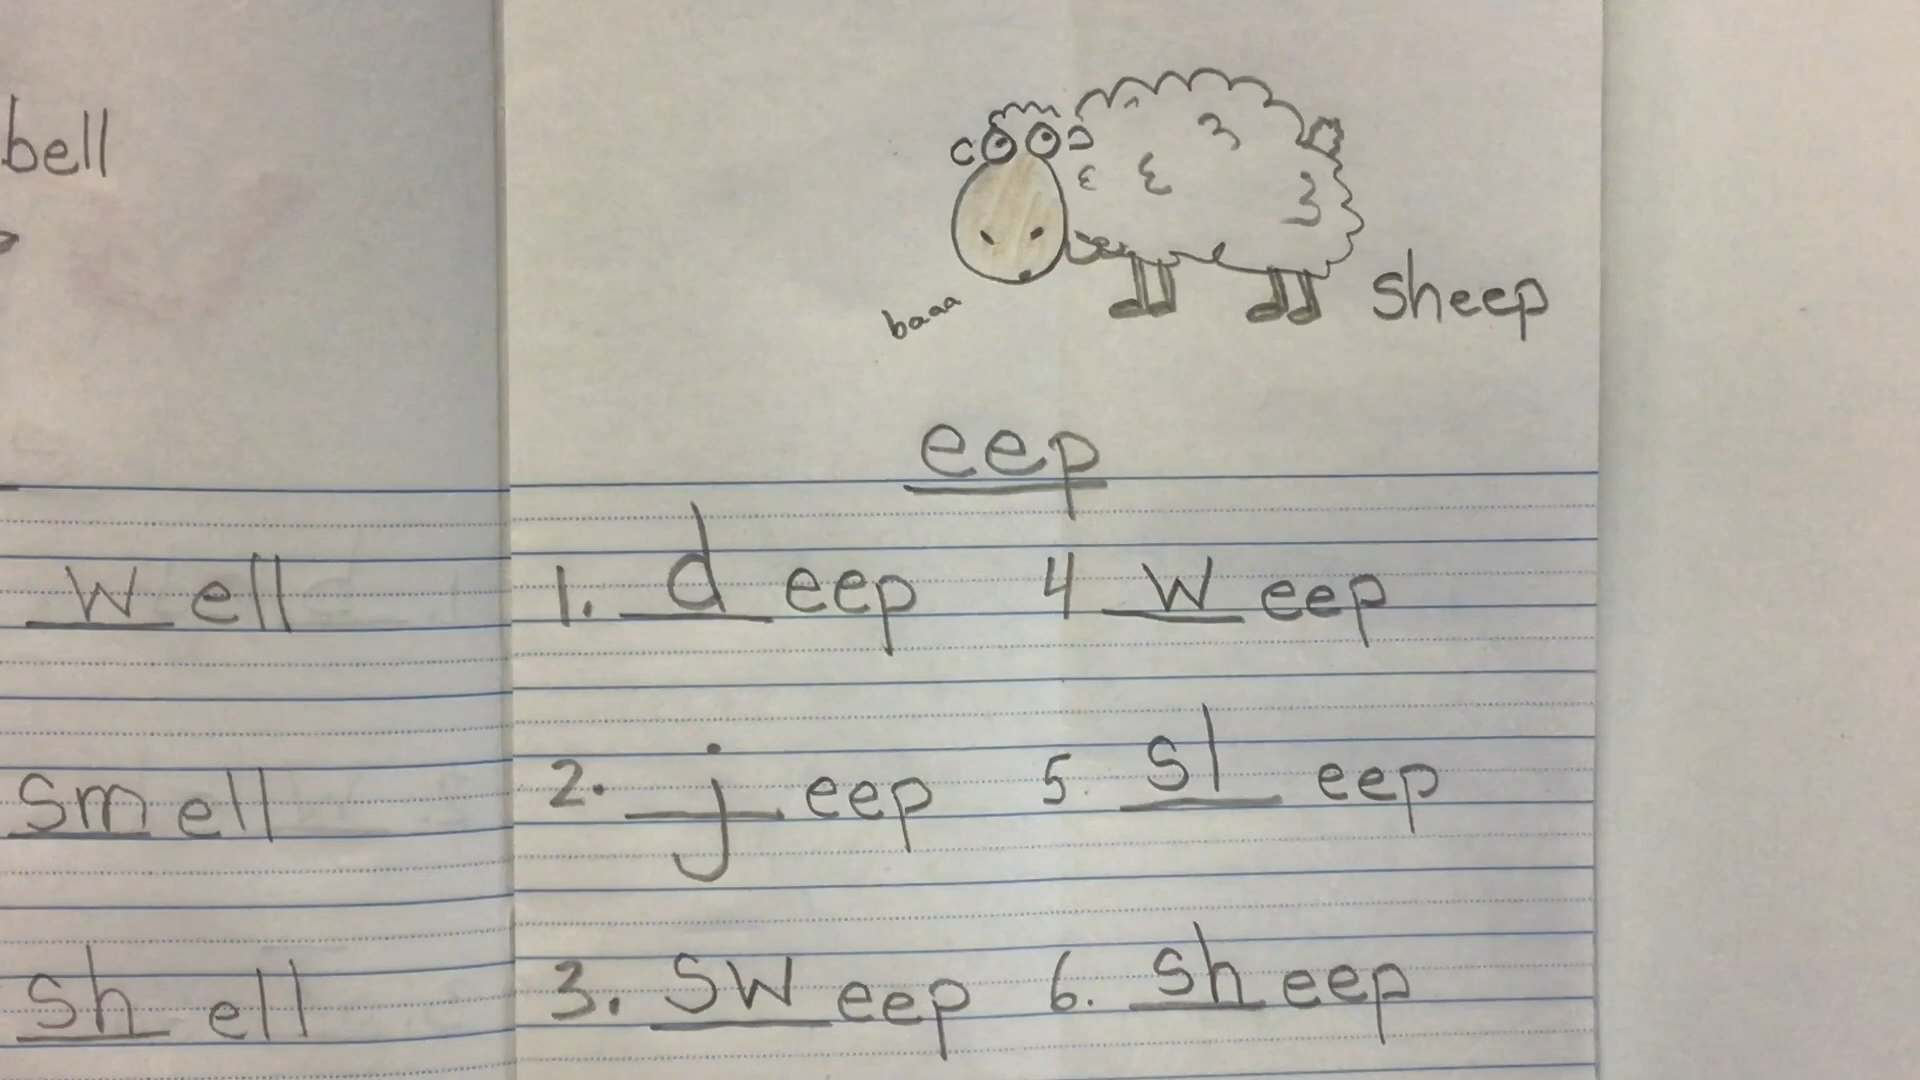 bell
well
smell
shell
baaa
sheep
eep
1. deep 4 weep
2. jeep 5. sleep
3. sweep 6. sheep